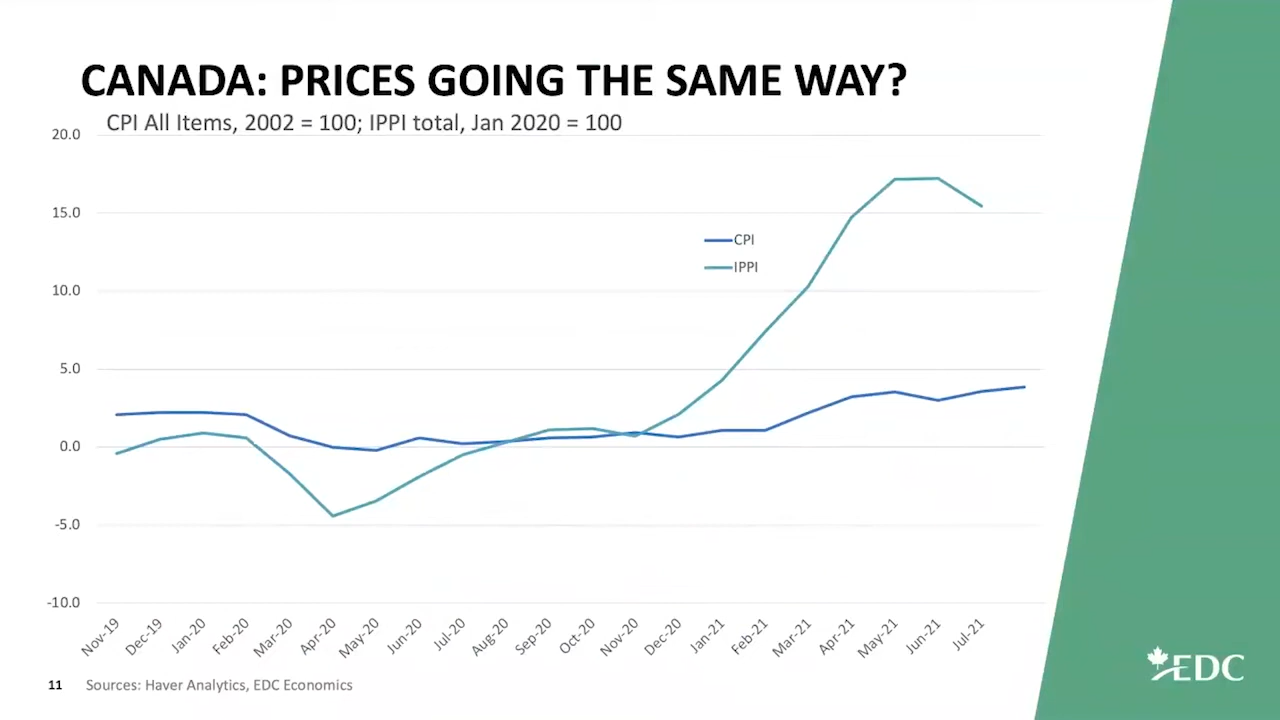 CANADA: PRICES GOING THE SAME WAY?
CPI All Items, 2002 = 100; IPPI total, Jan 2020 = 100
20.0
15.0
10.0
5.0
0.0
-5.0
-10.0
CPI
IPPI
Nov-19
Dec-19
Jan-20
Feb-20
Mar-20
Apr-20
May-20
Jun-20
Jul-20
Aug-20
Sep-20
Oct-20
Nov-20
Dec-20
Jan-21
Feb-21
Mar-21
Apr-21
May-21
Jun-21
Jul-21
11 Sources: Haver Analytics, EDC Economics
EDC